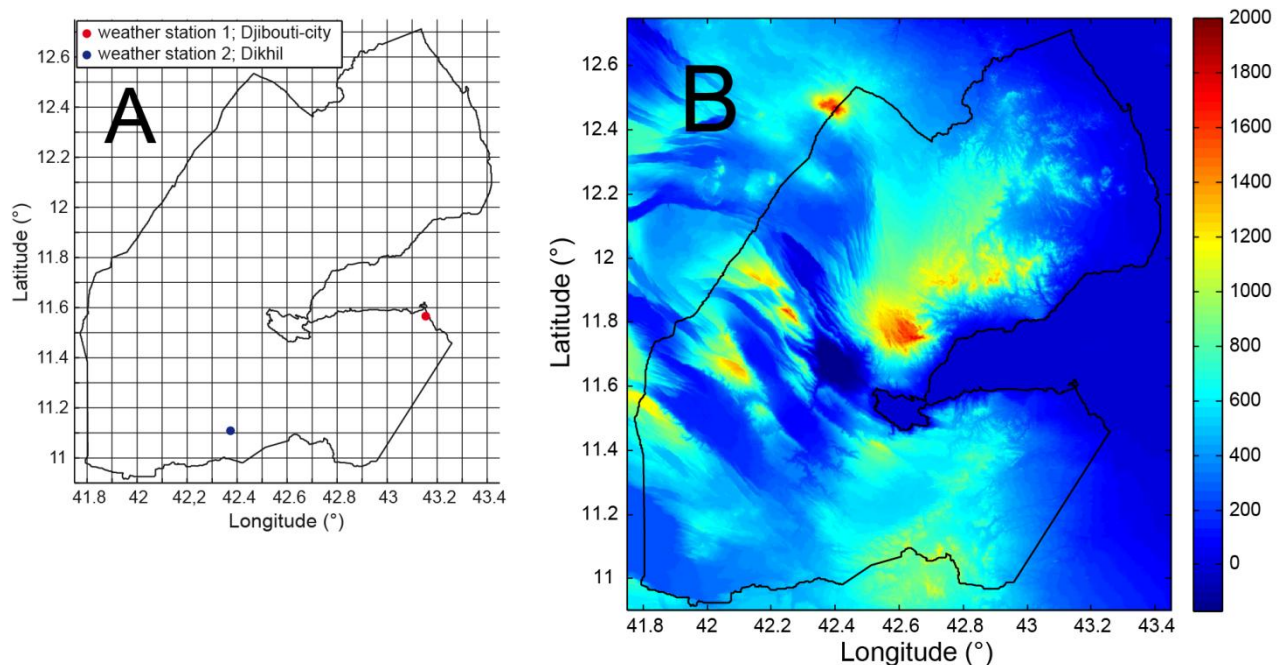 weather station 1; Djibouti-city
weather station 2; Dikhil
A
12.6
12.4
12.2
12
11.8
11.6
11.4
11.2
11
Latitude (°)
41.8 42 42,2 42.4 42.6 42.8 43 43.2 43.4
Longitude (°)
B
12.6
12.4
12.2
12
11.8
11.6
11.4
11.2
11
Latitude (°)
41.8 42 42.2 42.4 42.6 42.8 43 43.2 43.4
Longitude (°)
2000
1800
1600
1400
1200
1000
800
600
400
200
0